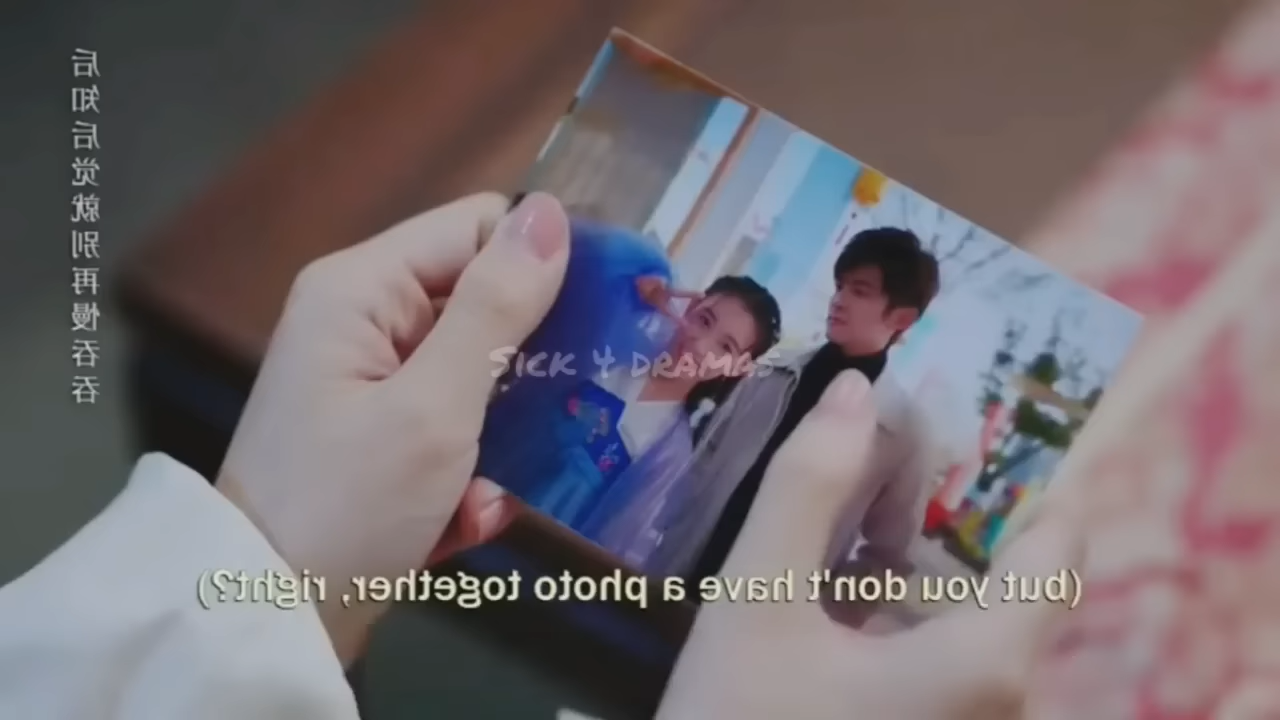 后知后觉就别再慢吞吞
Sick 4 dramas
(but you don't have a photo together, right?)